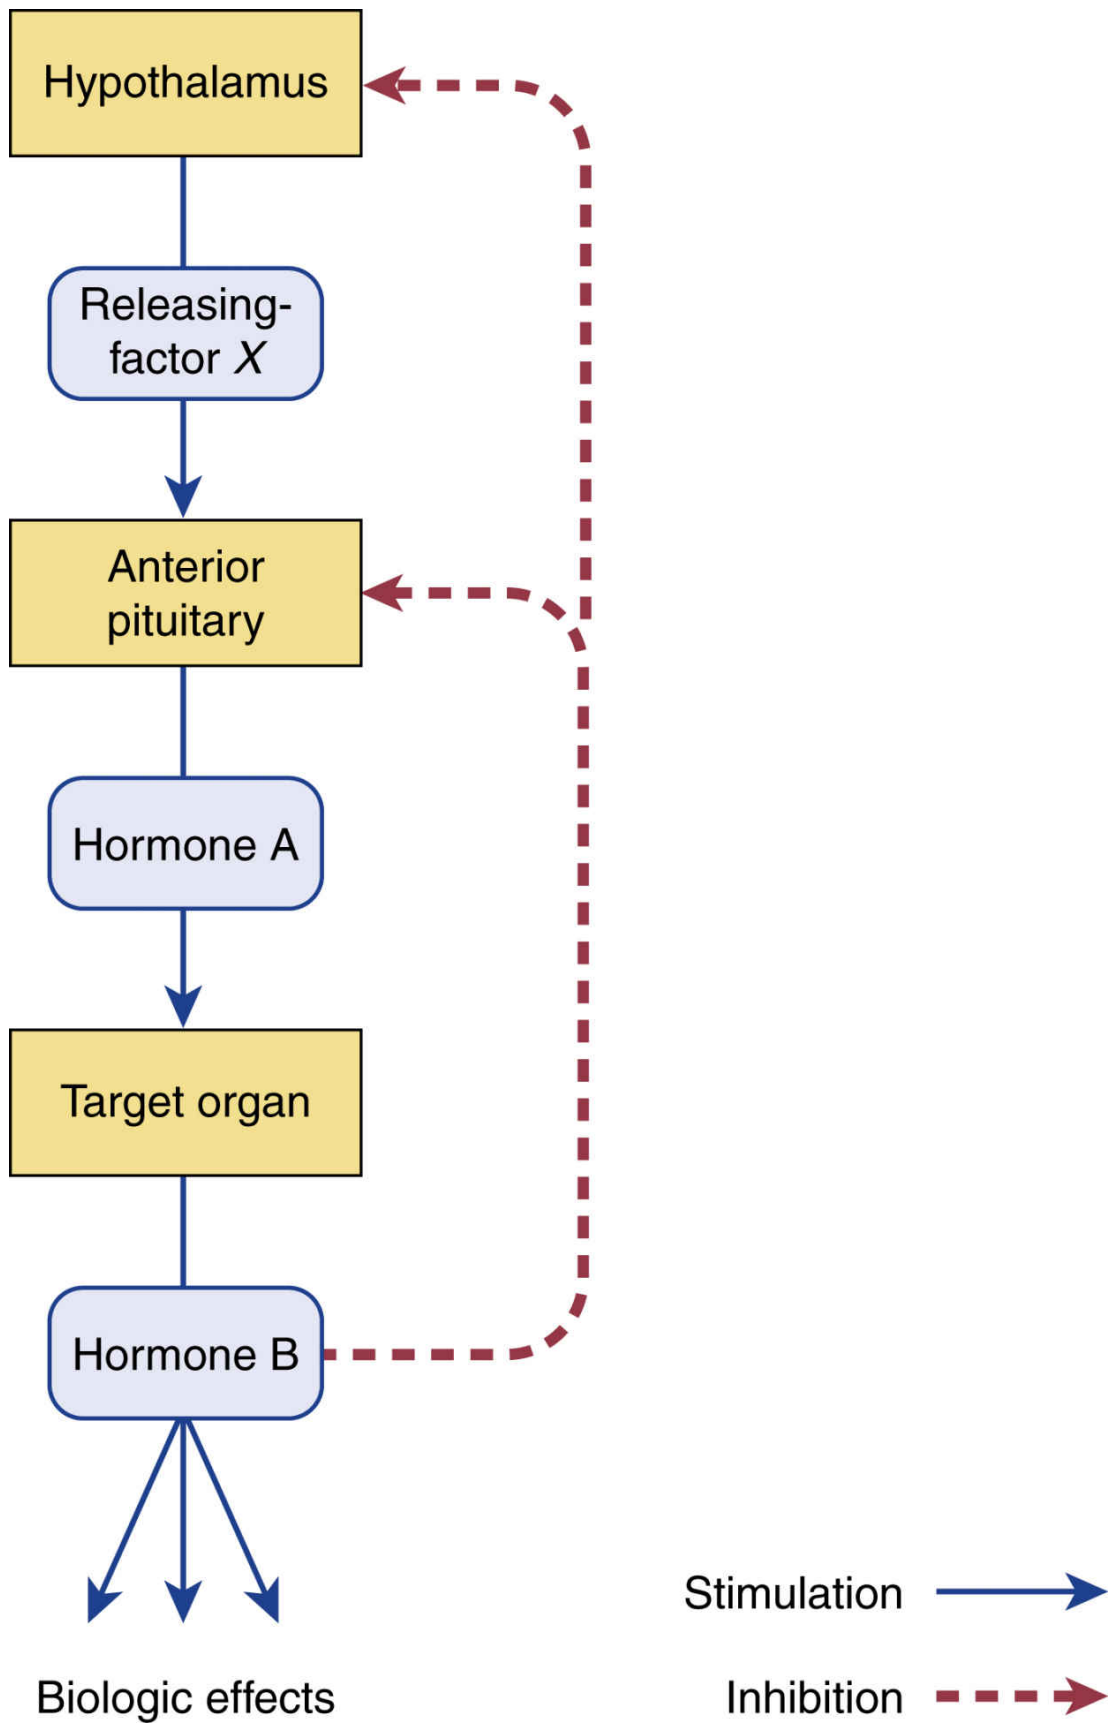 Hypothalamus
Releasing-
factor X
Anterior
pituitary
Hormone A
Target organ
Hormone B
Biologic effects
Stimulation
Inhibition